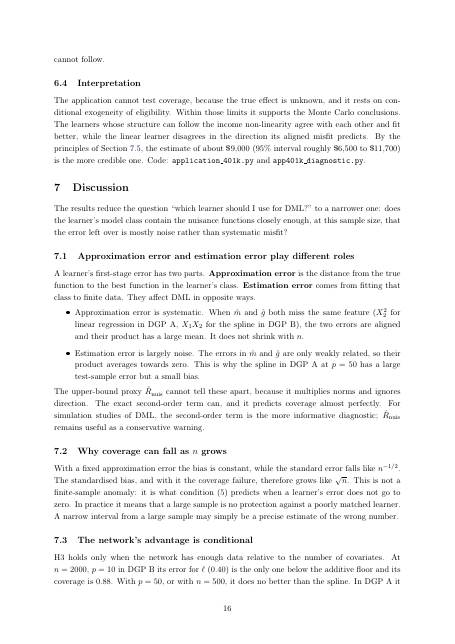 cannot follow.
6.4 Interpretation
The application cannot test coverage, because the true effect is unknown, and it rests on con-
ditional exogeneity of eligibility. Within those limits it supports the Monte Carlo conclusions.
The learners whose structure can follow the income non-linearity agree with each other and fit
better, while the linear learner disagrees in the direction its aligned misfit predicts. By the
principles of Section 7.5, the estimate of about $9,000 (95% interval roughly $6,500 to $11,700)
is the more credible one. Code: application_401k.py and app401k_diagnostic.py.
7 Discussion
The results reduce the question “which learner should I use for DML?” to a narrower one: does
the learner's model class contain the nuisance functions closely enough, at this sample size, that
the error left over is mostly noise rather than systematic misfit?
7.1 Approximation error and estimation error play different roles
A learner's first-stage error has two parts. Approximation error is the distance from the true
function to the best function in the learner's class. Estimation error comes from fitting that
class to finite data. They affect DML in opposite ways.
• Approximation error is systematic. When m̂ and ĝ both miss the same feature (X₂² for
linear regression in DGP A, X₁X₂ for the spline in DGP B), the two errors are aligned
and their product has a large mean. It does not shrink with n.
• Estimation error is largely noise. The errors in m̂ and ĝ are only weakly related, so their
product averages towards zero. This is why the spline in DGP A at p = 50 has a large
test-sample error but a small bias.
The upper-bound proxy R̂nuis cannot tell these apart, because it multiplies norms and ignores
direction. The exact second-order term can, and it predicts coverage almost perfectly. For
simulation studies of DML, the second-order term is the more informative diagnostic; R̂nuis
remains useful as a conservative warning.
7.2 Why coverage can fall as n grows
With a fixed approximation error the bias is constant, while the standard error falls like n⁻¹/².
The standardised bias, and with it the coverage failure, therefore grows like √n. This is not a
finite-sample anomaly: it is what condition (5) predicts when a learner's error does not go to
zero. In practice it means that a large sample is no protection against a poorly matched learner.
A narrow interval from a large sample may simply be a precise estimate of the wrong number.
7.3 The network's advantage is conditional
H3 holds only when the network has enough data relative to the number of covariates. At
n = 2000, p = 10 in DGP B its error for ℓ (0.40) is the only one below the additive floor and its
coverage is 0.88. With p = 50, or with n = 500, it does no better than the spline. In DGP A it
16